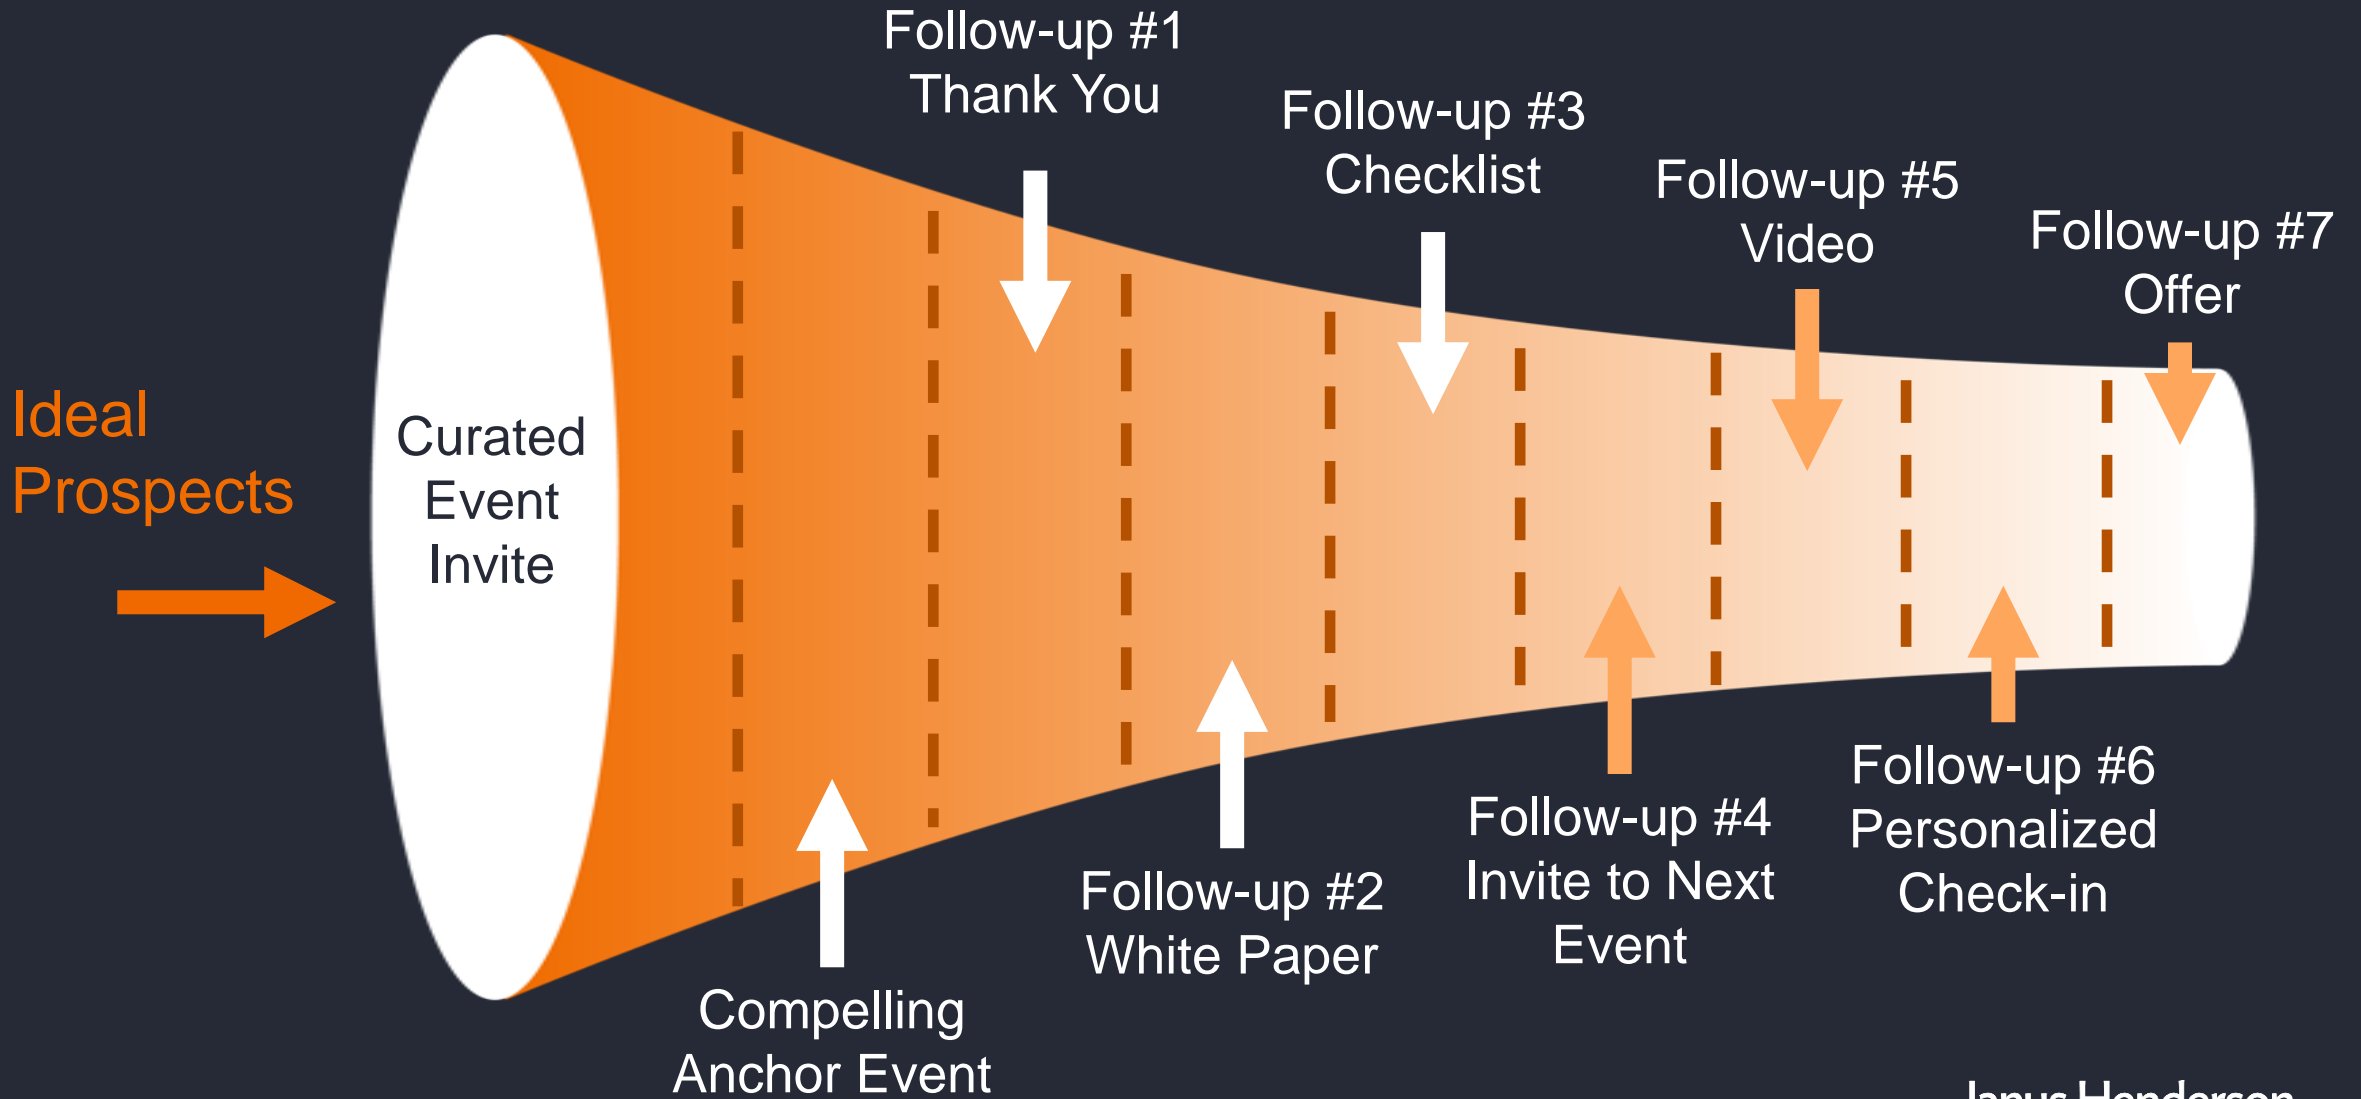 Ideal
Prospects
Curated
Event
Invite
Compelling
Anchor Event
Follow-up #1
Thank You
Follow-up #2
White Paper
Follow-up #3
Checklist
Follow-up #4
Invite to Next
Event
Follow-up #5
Video
Follow-up #6
Personalized
Check-in
Follow-up #7
Offer
Janus Henderson